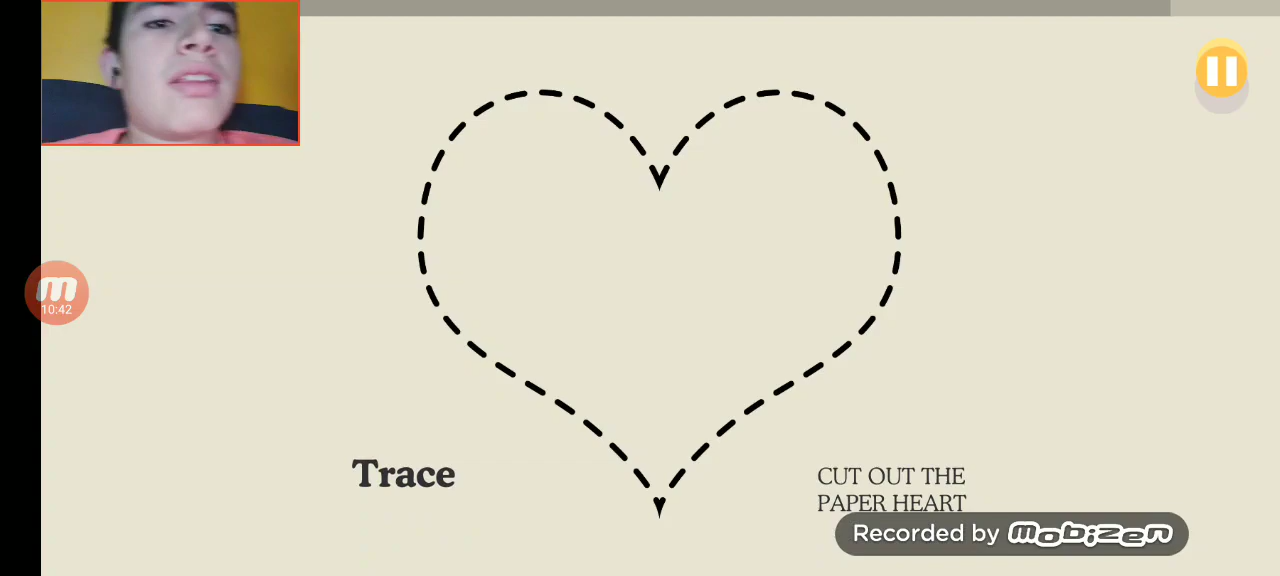 m
10:42
Trace
CUT OUT THE
PAPER HEART
Recorded by mobizen